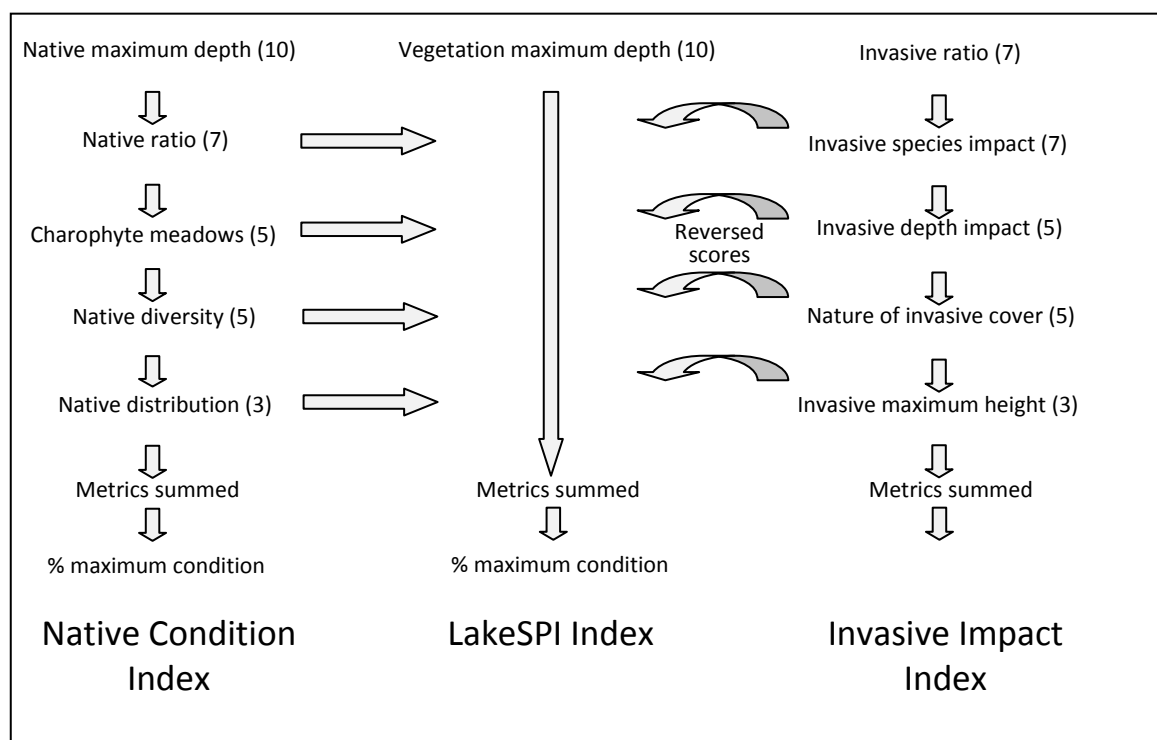 Native maximum depth (10)
Vegetation maximum depth (10)
Invasive ratio (7)
Native ratio (7)
Invasive species impact (7)
Charophyte meadows (5)
Reversed
scores
Invasive depth impact (5)
Native diversity (5)
Nature of invasive cover (5)
Native distribution (3)
Invasive maximum height (3)
Metrics summed
Metrics summed
Metrics summed
% maximum condition
% maximum condition
Native Condition
Index
LakeSPI Index
Invasive Impact
Index